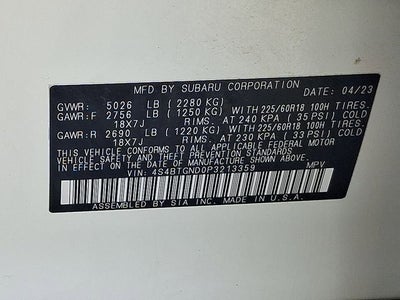 MFD BY SUBARU CORPORATION DATE: 04/23
GVWR: 5026 LB (2280 KG)
GAWR:F 2756 LB (1250 KG) WITH 225/60R18 100H TIRES.
18X7J RIMS. AT 240 KPA ( 35 PSI) COLD
GAWR:R 2690 LB (1220 KG) WITH 225/60R18 100H TIRES.
18X7J RIMS. AT 230 KPA ( 33 PSI) COLD
THIS VEHICLE CONFORMS TO ALL APPLICABLE FEDERAL MOTOR
VEHICLE SAFETY AND THEFT PREVENTION STANDARDS
IN EFFECT ON THE DATE OF MANUFACTURE SHOWN ABOVE.
VIN: 4S4BTGND0P3213359 MPV
ASSEMBLED BY SIA INC. MADE IN U.S.A.